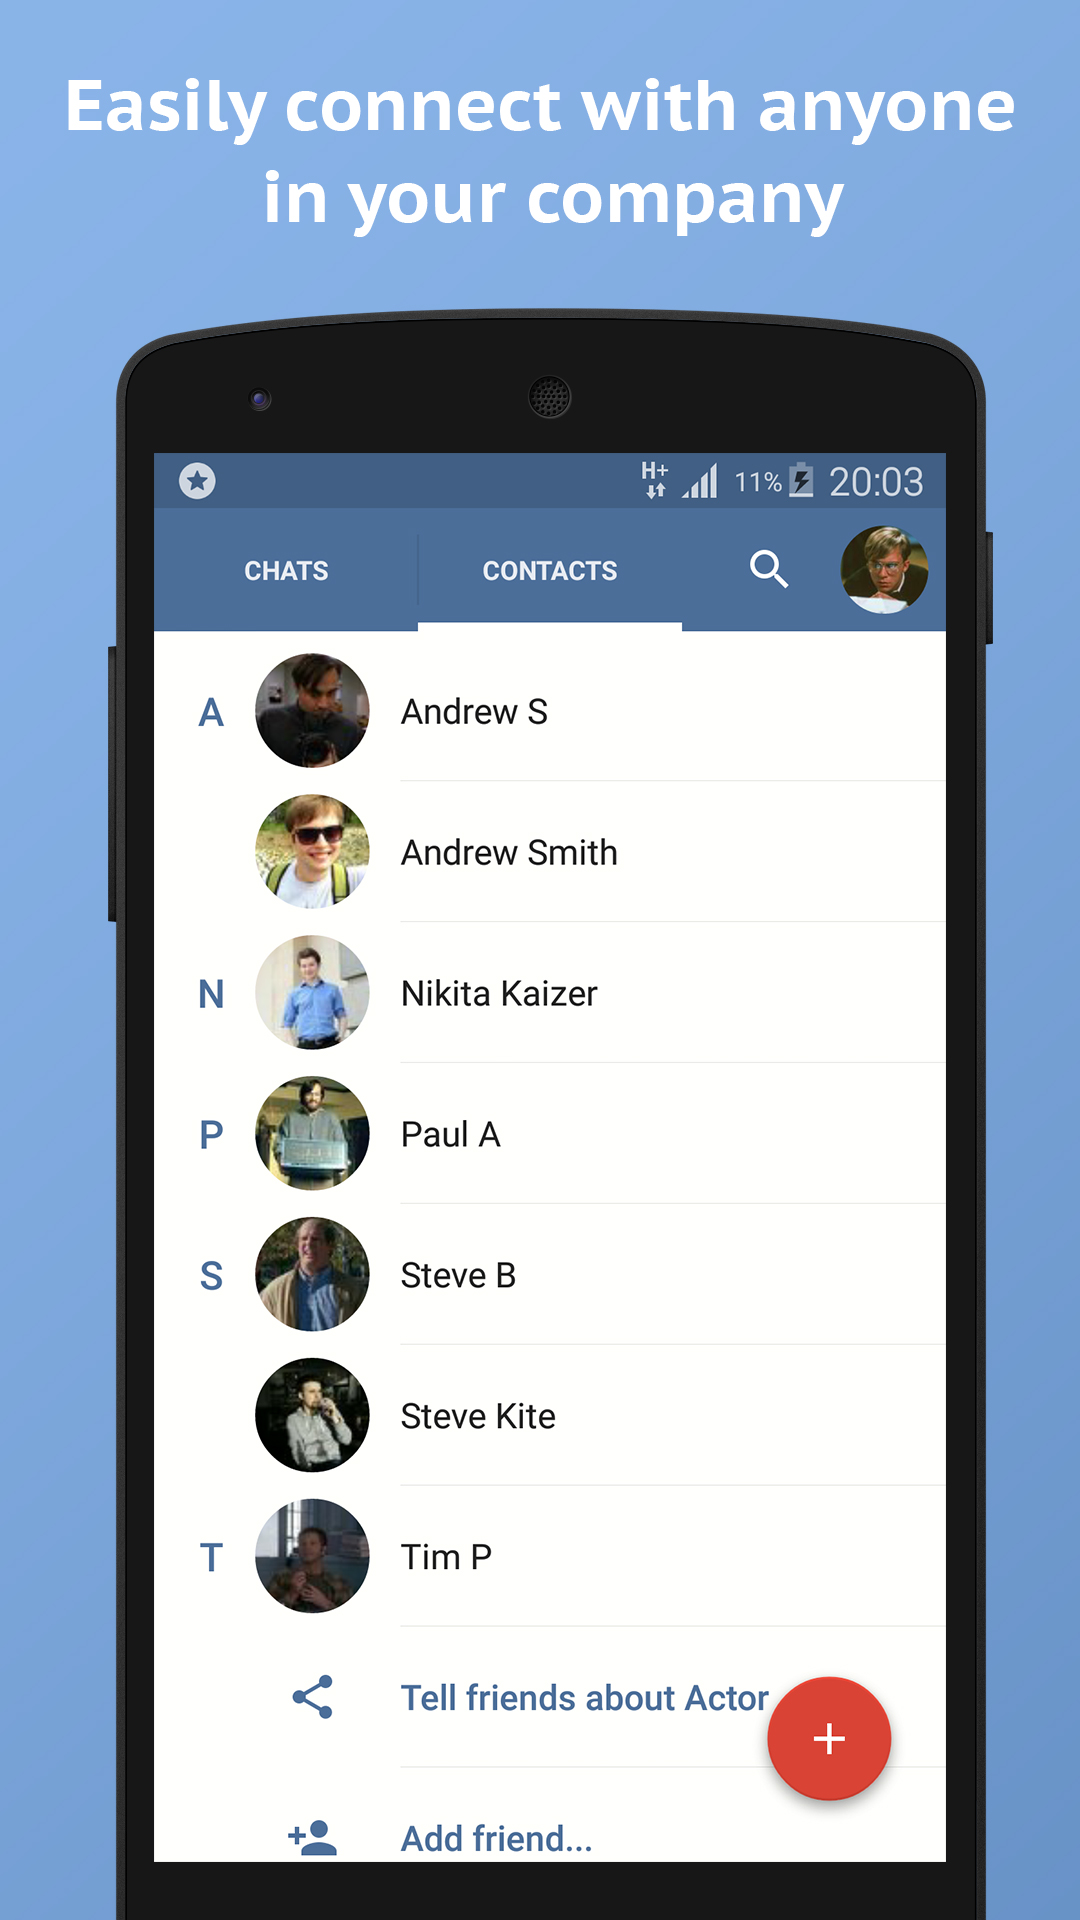 Easily connect with anyone
in your company
H+ 11% 20:03
CHATS CONTACTS
A Andrew S
Andrew Smith
N Nikita Kaizer
P Paul A
S Steve B
Steve Kite
T Tim P
Tell friends about Actor
+
Add friend...